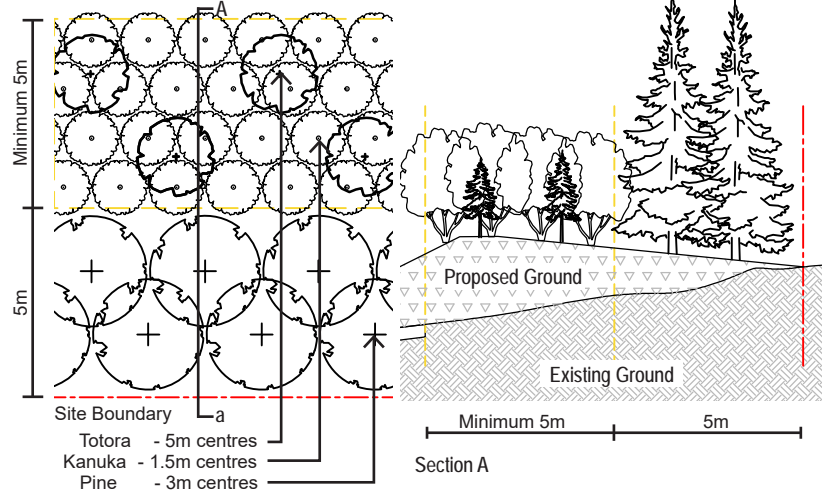 A
Minimum 5m
5m
Site Boundary
a
Totora - 5m centres
Kanuka - 1.5m centres
Pine - 3m centres
Proposed Ground
Existing Ground
Minimum 5m
5m
Section A